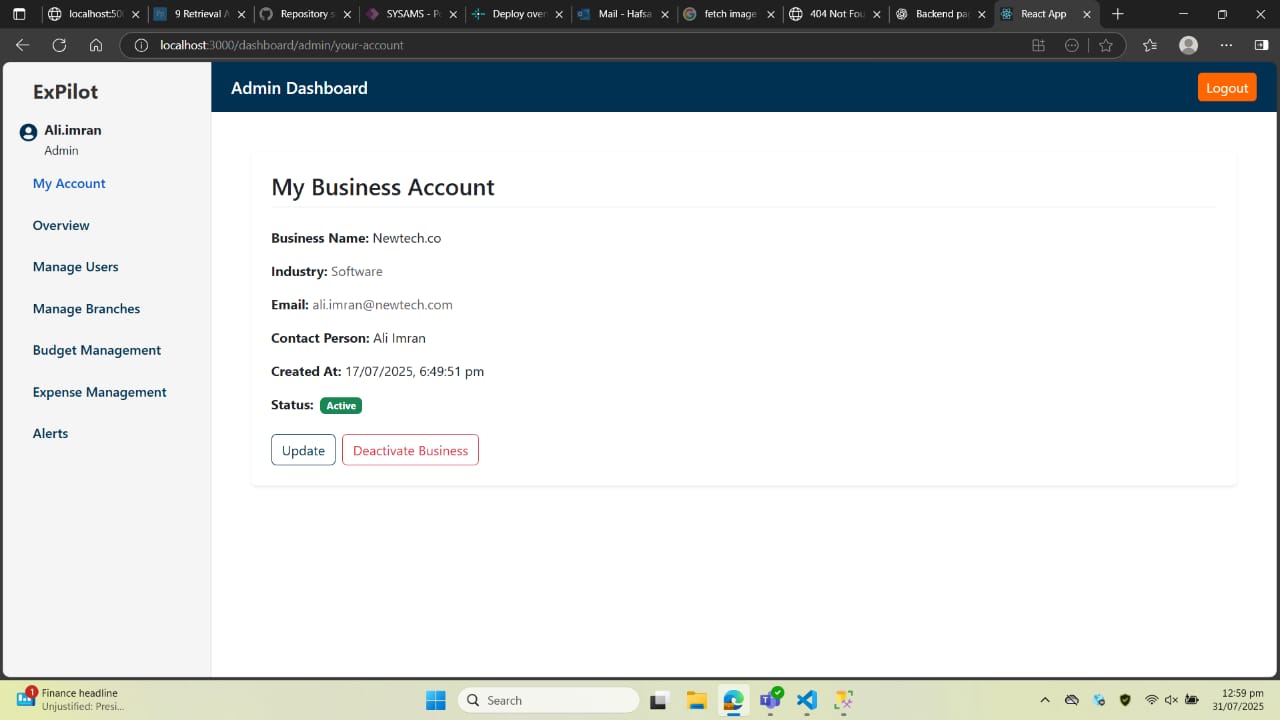 localhost:50
9 Retrieval A
Repository s
SYSAMS - Po
Deploy over
Mail - Hafsa
fetch image
404 Not Fou
Backend pa
React App
localhost:3000/dashboard/admin/your-account
ExPilot
Admin Dashboard
Logout
Ali.imran
Admin
My Account
Overview
Manage Users
Manage Branches
Budget Management
Expense Management
Alerts
My Business Account
Business Name: Newtech.co
Industry: Software
Email: ali.imran@newtech.com
Contact Person: Ali Imran
Created At: 17/07/2025, 6:49:51 pm
Status: Active
Update
Deactivate Business
1
Finance headline
Unjustified: Presi...
Search
12:59 pm
31/07/2025